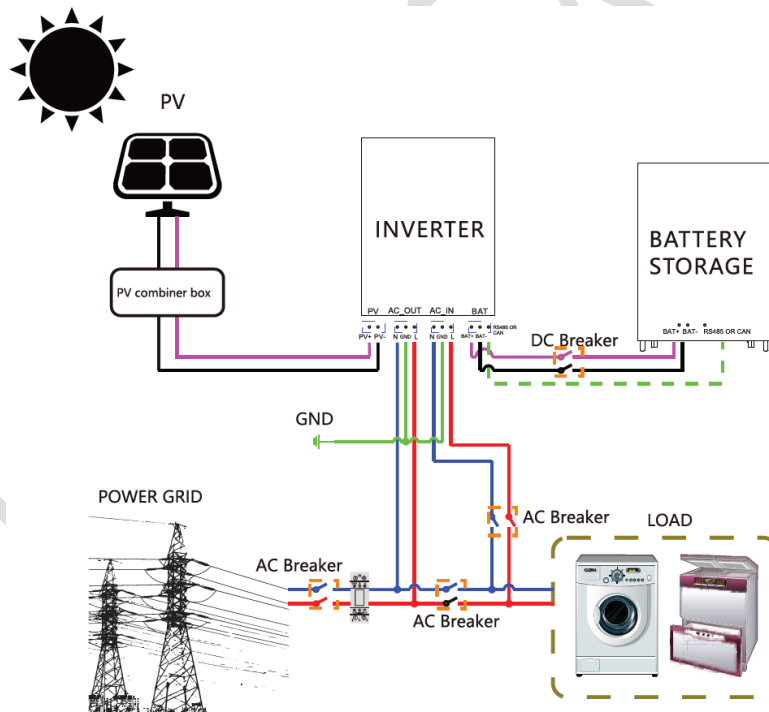 PV
PV combiner box
INVERTER
PV AC_OUT AC_IN BAT
PV+ PV- N GND L N GND L BAT+ BAT- RS485 OR
CAN
BATTERY
STORAGE
BAT+ BAT- RS485 OR CAN
DC Breaker
GND
POWER GRID
AC Breaker
AC Breaker
AC Breaker
LOAD